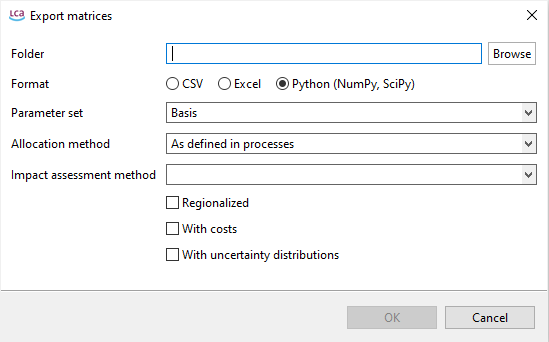 LCA Export matrices
Folder Browse
Format CSV Excel Python (NumPy, SciPy)
Parameter set Basis
Allocation method As defined in processes
Impact assessment method
Regionalized
With costs
With uncertainty distributions
OK Cancel